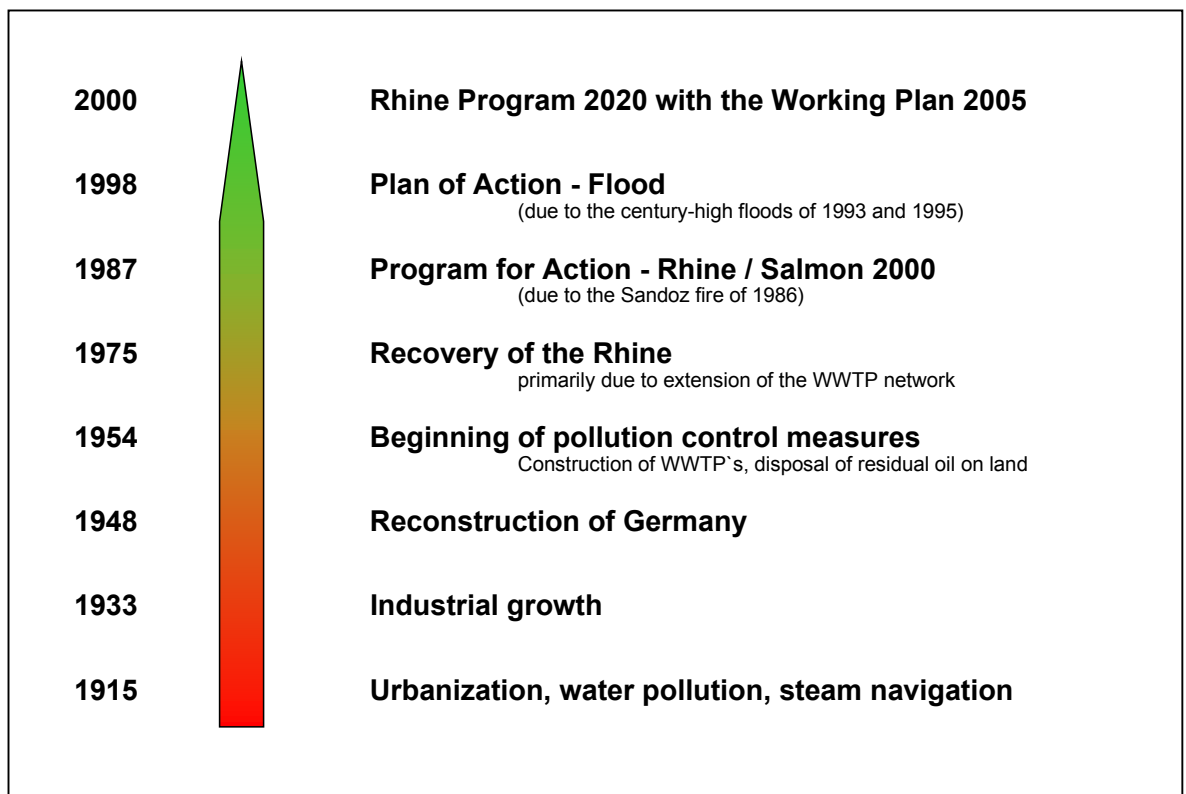 2000 Rhine Program 2020 with the Working Plan 2005
1998 Plan of Action - Flood
(due to the century-high floods of 1993 and 1995)
1987 Program for Action - Rhine / Salmon 2000
(due to the Sandoz fire of 1986)
1975 Recovery of the Rhine
primarily due to extension of the WWTP network
1954 Beginning of pollution control measures
Construction of WWTP`s, disposal of residual oil on land
1948 Reconstruction of Germany
1933 Industrial growth
1915 Urbanization, water pollution, steam navigation